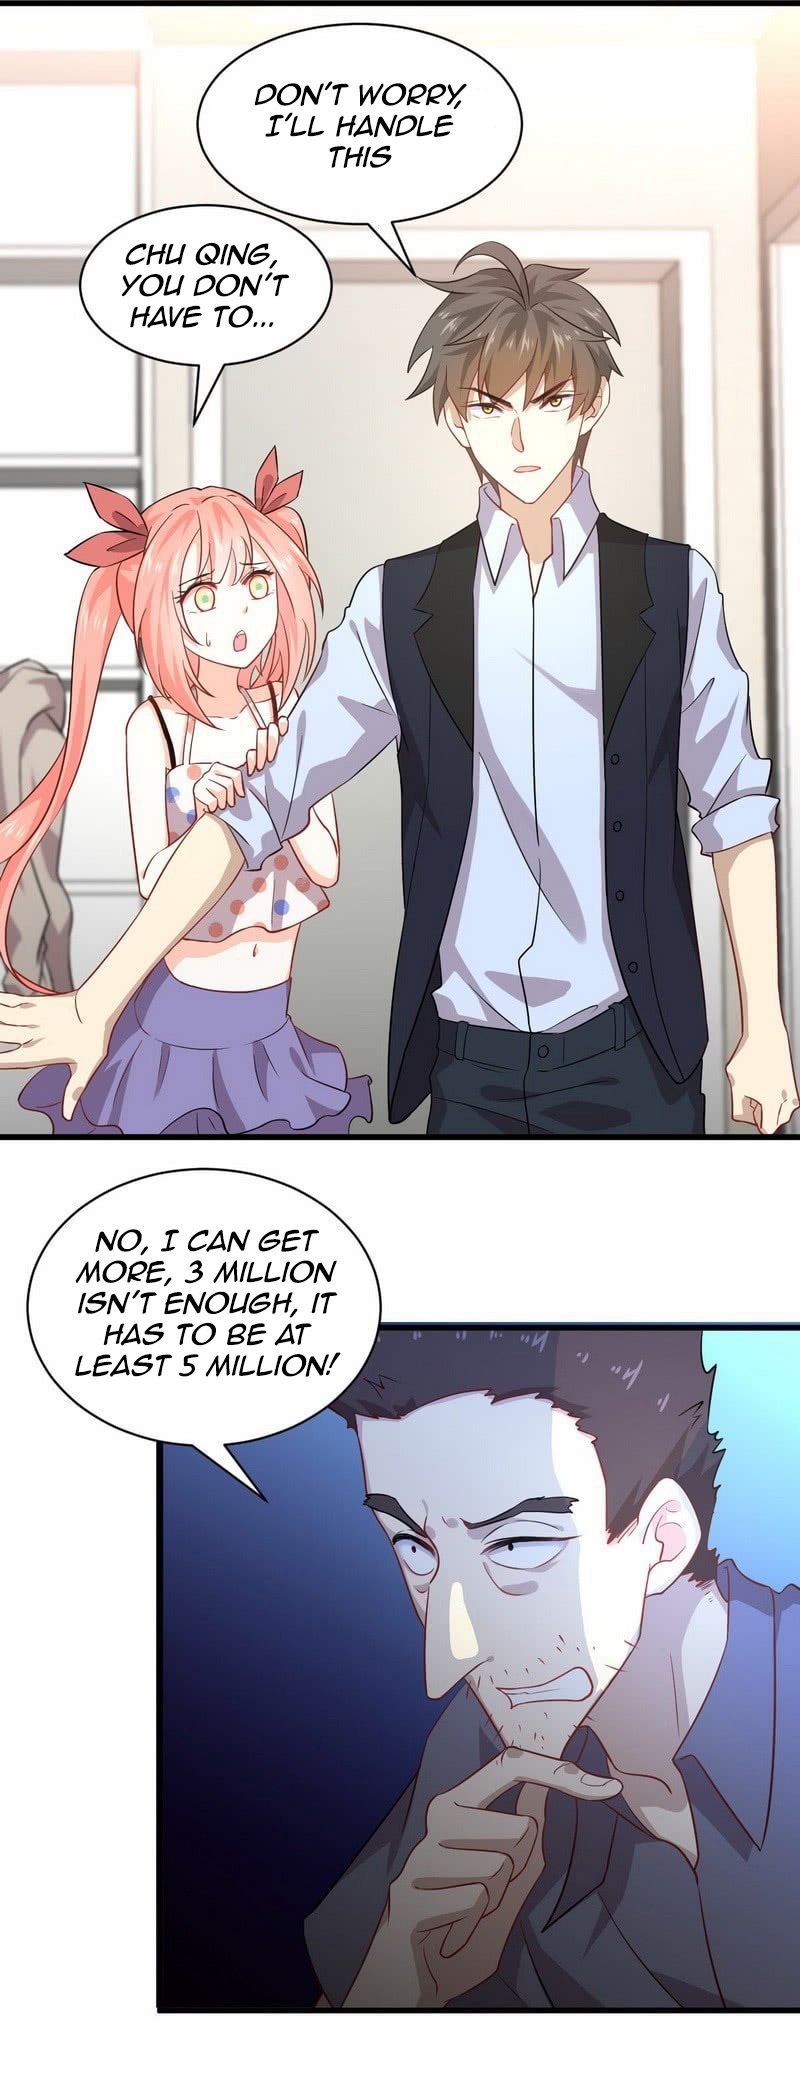 DON'T WORRY,
I'LL HANDLE
THIS
CHU QING,
YOU DON'T
HAVE TO...
NO, I CAN GET
MORE, 3 MILLION
ISN'T ENOUGH, IT
HAS TO BE AT
LEAST 5 MILLION!